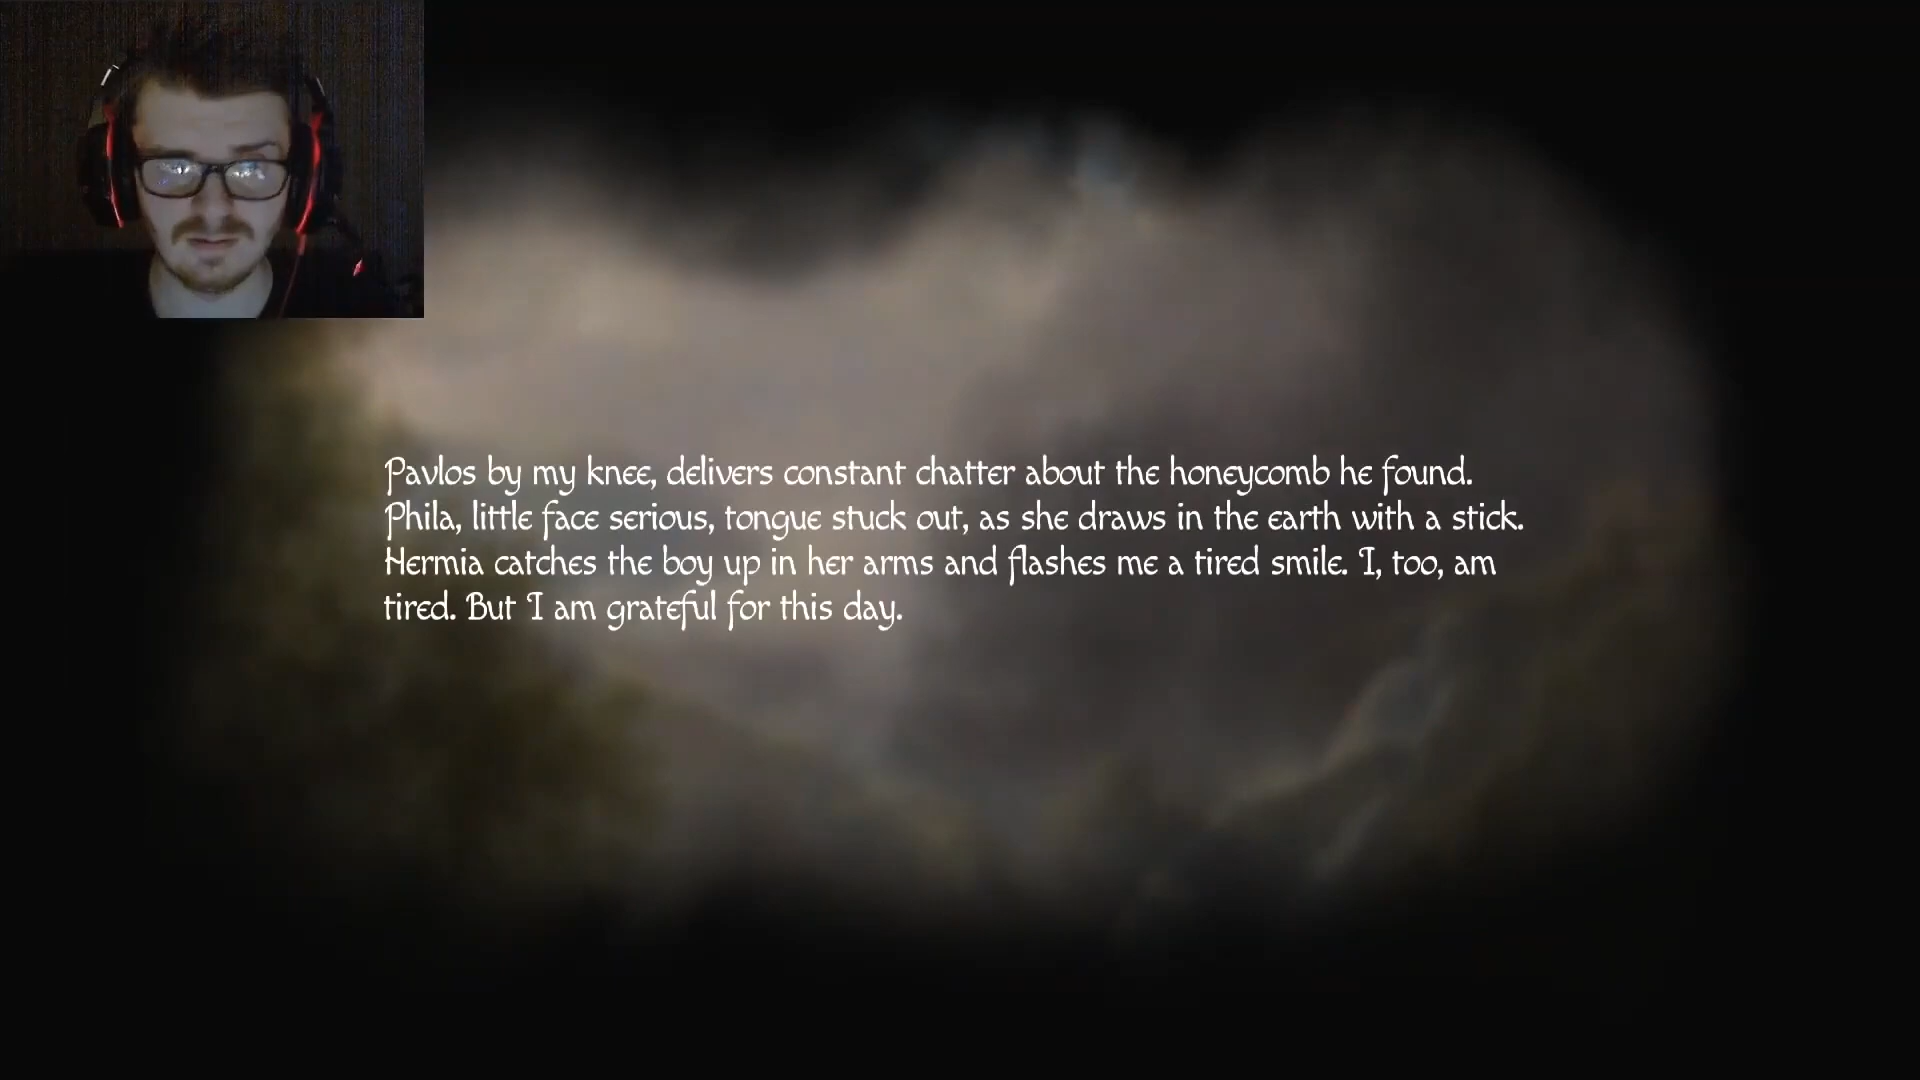 Pavlos by my knee, delivers constant chatter about the honeycomb he found.
Phila, little face serious, tongue stuck out, as she draws in the earth with a stick.
Hermia catches the boy up in her arms and flashes me a tired smile. I, too, am
tired. But I am grateful for this day.